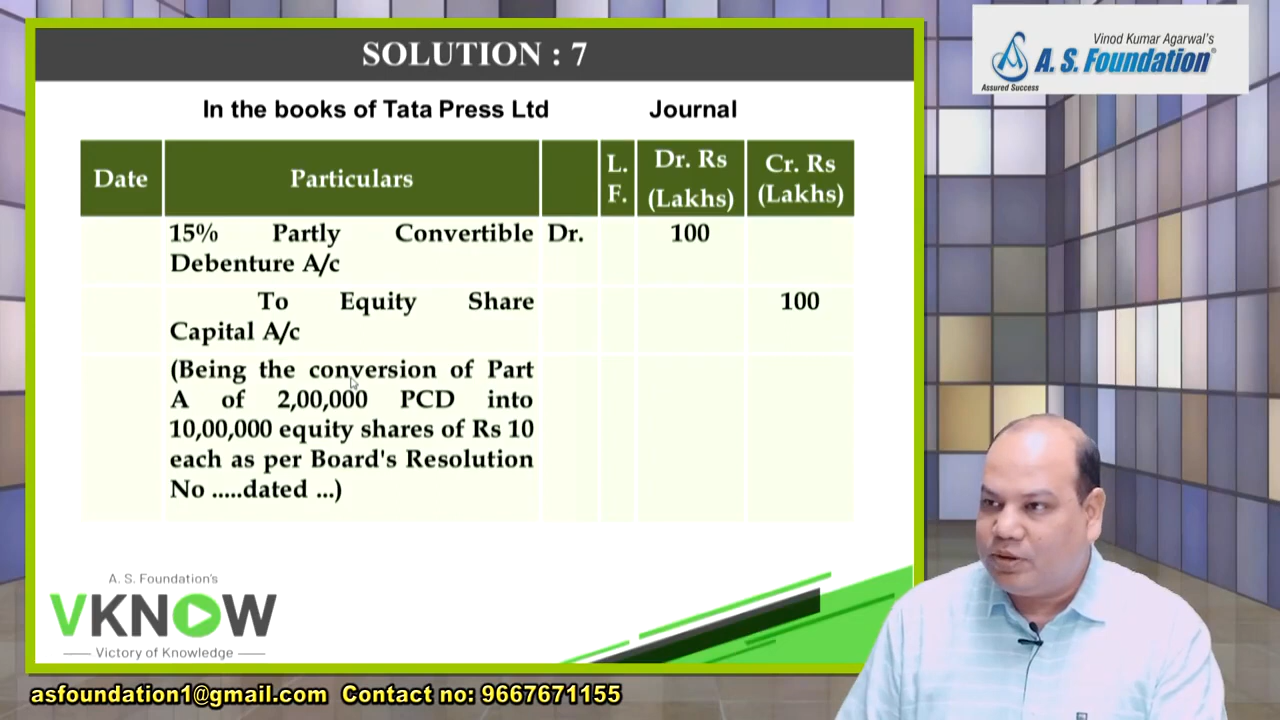 SOLUTION : 7
Vinod Kumar Agarwal's
A. S. Foundation®
Assured Success
In the books of Tata Press Ltd Journal
Date Particulars L. F. Dr. Rs (Lakhs) Cr. Rs (Lakhs)
15% Partly Convertible Dr. 100
Debenture A/c
To Equity Share 100
Capital A/c
(Being the conversion of Part
A of 2,00,000 PCD into
10,00,000 equity shares of Rs 10
each as per Board's Resolution
No .....dated ...)
A. S. Foundation's
VKNOW
Victory of Knowledge
asfoundation1@gmail.com Contact no: 9667671155